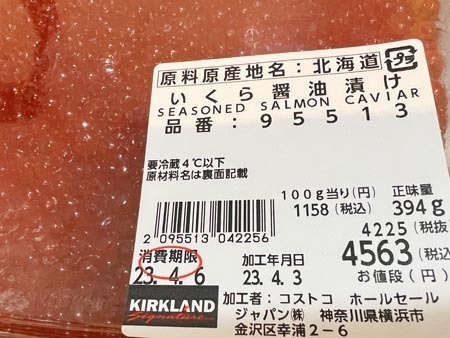 原料原産地名：北海道
プラ
いくら醤油漬け
SEASONED SALMON CAVIAR
品番：95513
要冷蔵4℃以下
原材料名は裏面記載
100g当り(円) 正味量
1158(税込) 394g
4225(税抜)
2 095513 042256
4563(税込)
消費期限 加工年月日 お値段(円)
23.4.6 23.4.3
KIRKLAND
Signature
加工者：コストコ ホールセール
ジャパン㈱ 神奈川県横浜市
金沢区幸浦2-6